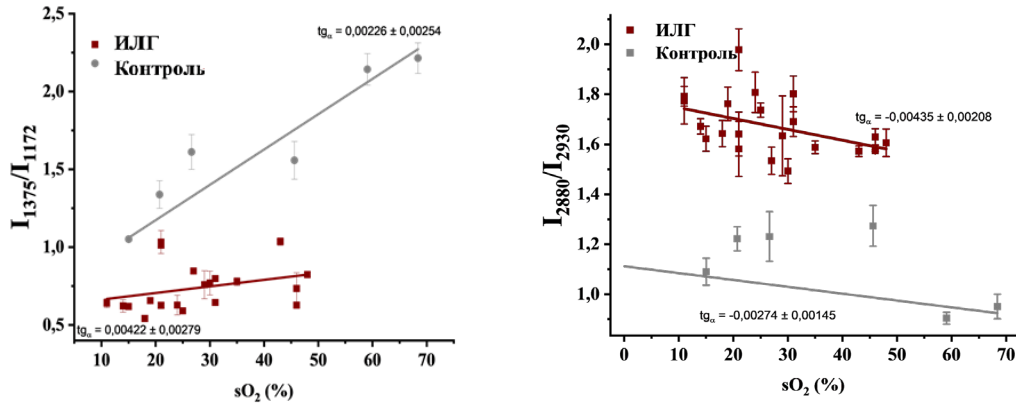 tgα = 0,00226 ± 0,00254
ИЛГ
Контроль
I1375/I1172
2,5
2,0
1,5
1,0
0,5
tgα = 0,00422 ± 0,00279
10 20 30 40 50 60 70
sO2 (%)
ИЛГ
Контроль
I2880/I2930
2,0
1,8
1,6
1,4
1,2
1,0
tgα = -0,00435 ± 0,00208
tgα = -0,00274 ± 0,00145
0 10 20 30 40 50 60 70
sO2 (%)